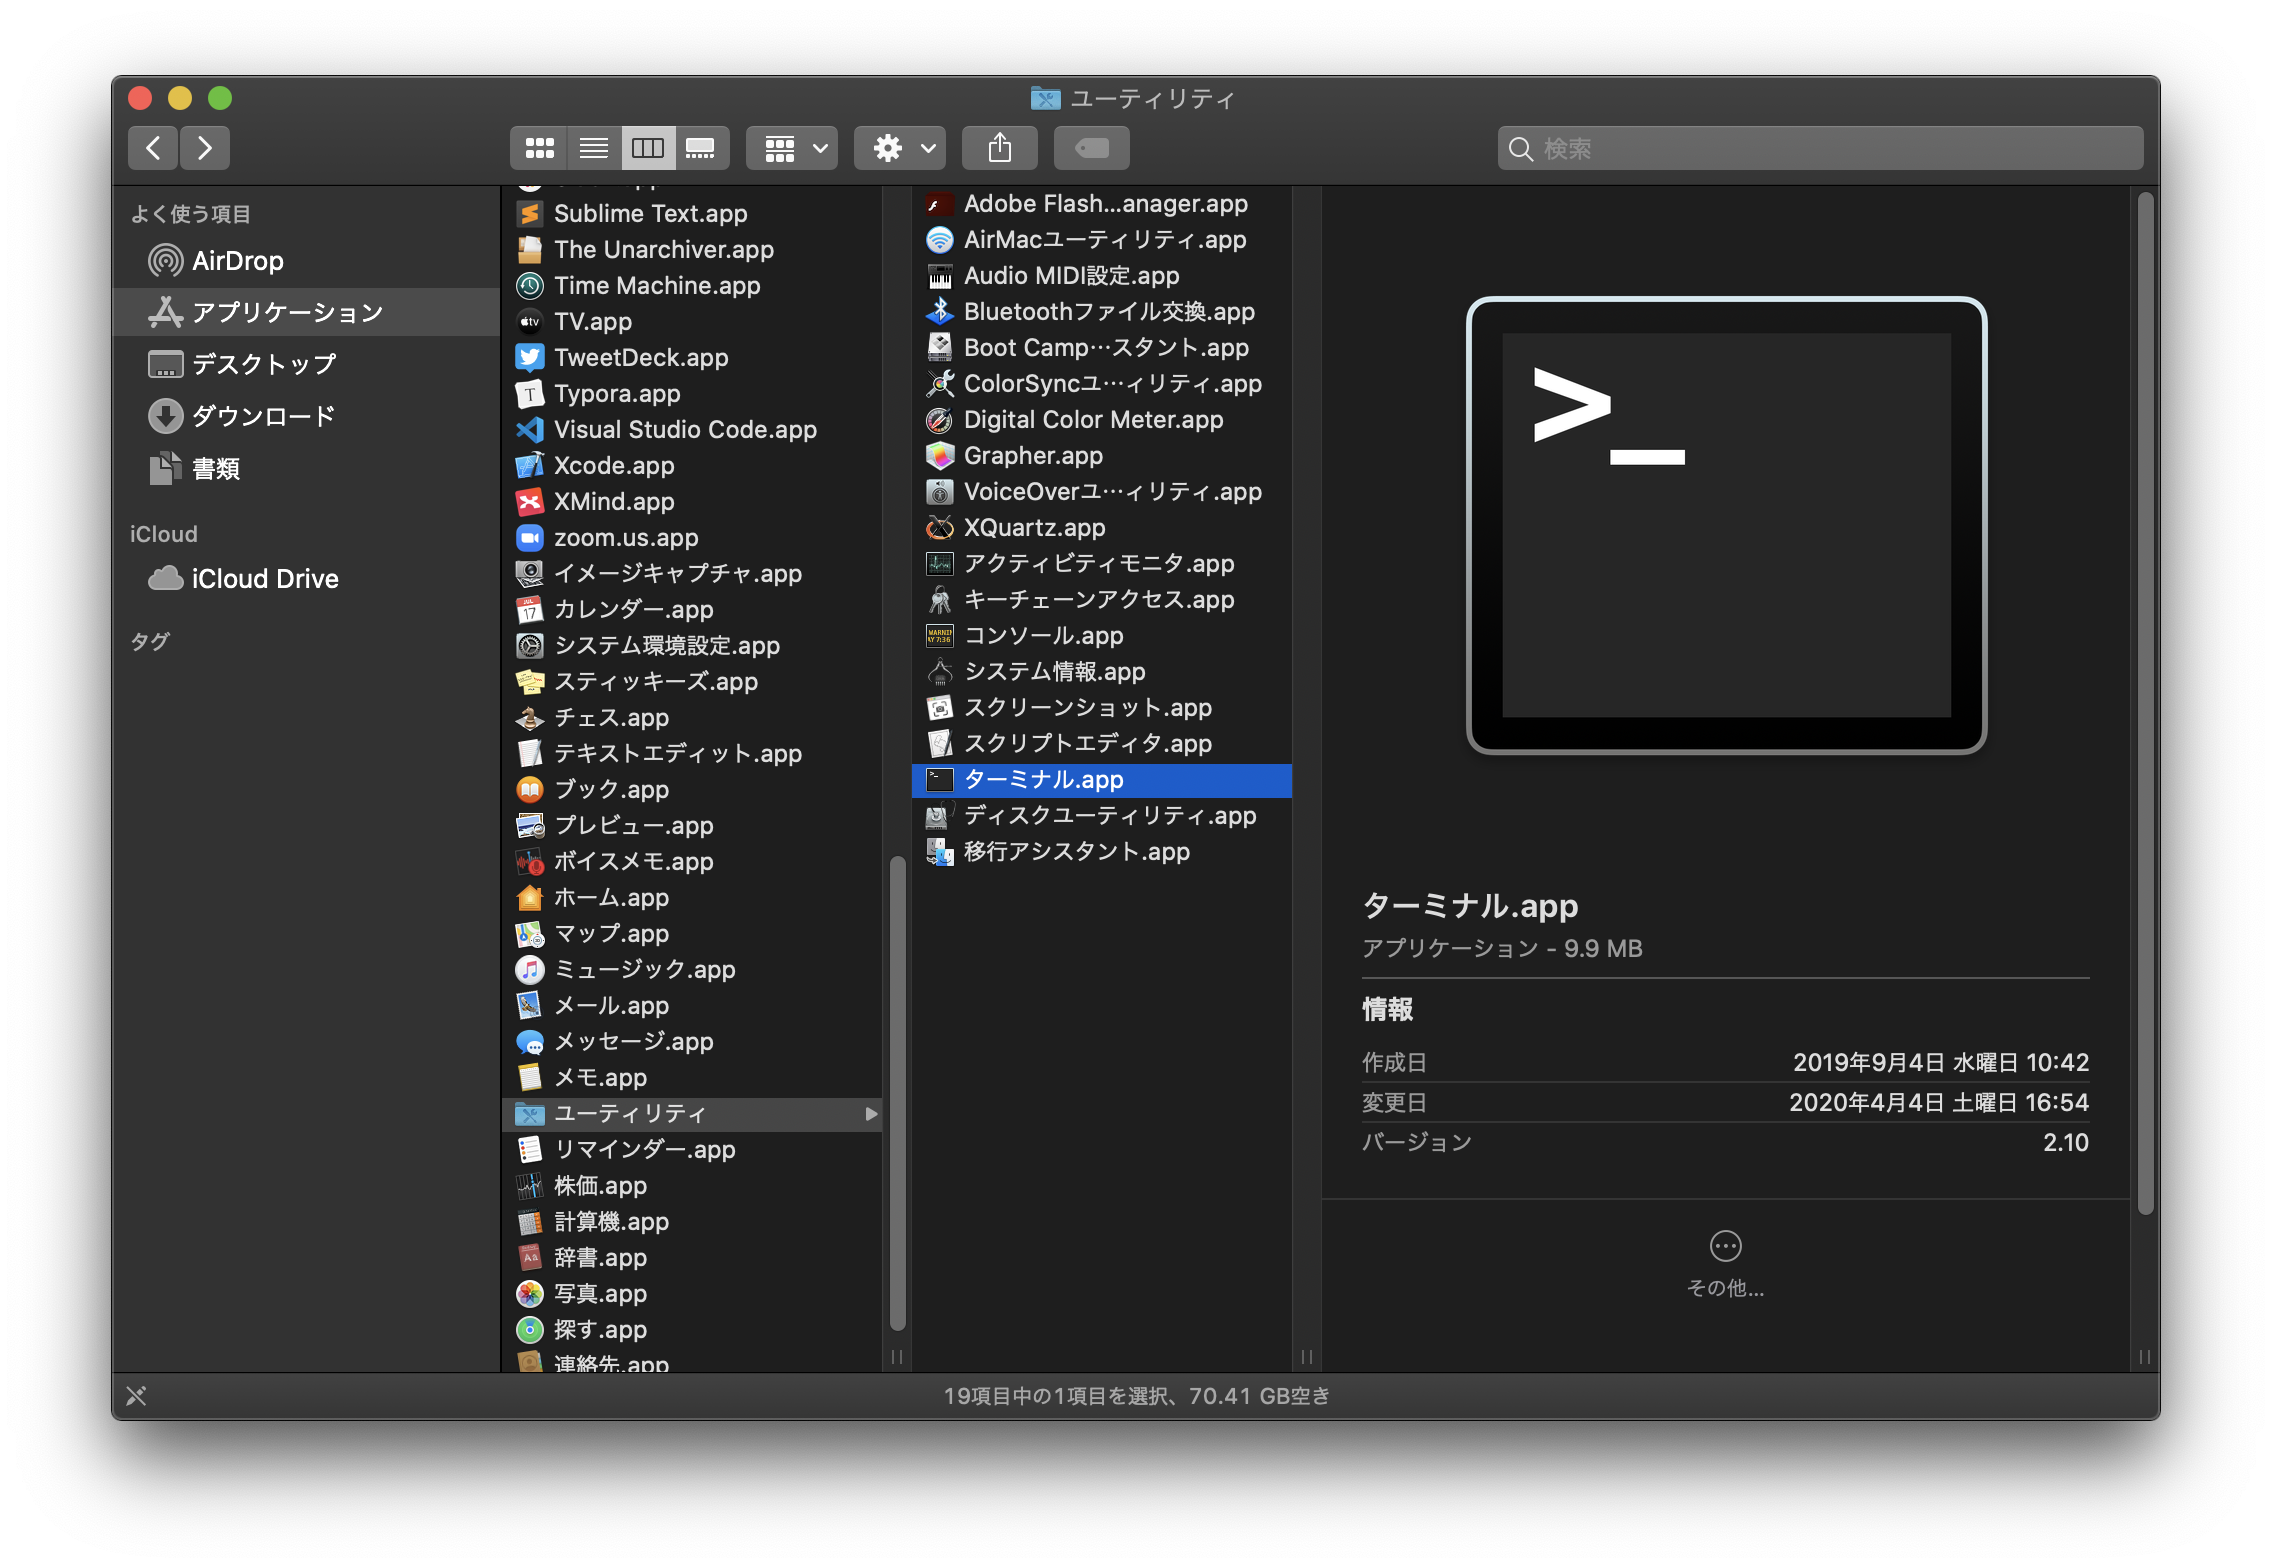 ユーティリティ
検索
よく使う項目
AirDrop
アプリケーション
デスクトップ
ダウンロード
書類
iCloud
iCloud Drive
タグ
Sublime Text.app
The Unarchiver.app
Time Machine.app
TV.app
TweetDeck.app
Typora.app
Visual Studio Code.app
Xcode.app
XMind.app
zoom.us.app
イメージキャプチャ.app
カレンダー.app
システム環境設定.app
スティッキーズ.app
チェス.app
テキストエディット.app
ブック.app
プレビュー.app
ボイスメモ.app
ホーム.app
マップ.app
ミュージック.app
メール.app
メッセージ.app
メモ.app
ユーティリティ
リマインダー.app
株価.app
計算機.app
辞書.app
写真.app
探す.app
連絡先.app
Adobe Flash...anager.app
AirMacユーティリティ.app
Audio MIDI設定.app
Bluetoothファイル交換.app
Boot Camp…スタント.app
ColorSyncユ…ィリティ.app
Digital Color Meter.app
Grapher.app
VoiceOverユ…ィリティ.app
XQuartz.app
アクティビティモニタ.app
キーチェーンアクセス.app
コンソール.app
システム情報.app
スクリーンショット.app
スクリプトエディタ.app
ターミナル.app
ディスクユーティリティ.app
移行アシスタント.app
>_
ターミナル.app
アプリケーション - 9.9 MB
情報
作成日 2019年9月4日 水曜日 10:42
変更日 2020年4月4日 土曜日 16:54
バージョン 2.10
その他...
19項目中の1項目を選択、70.41 GB空き